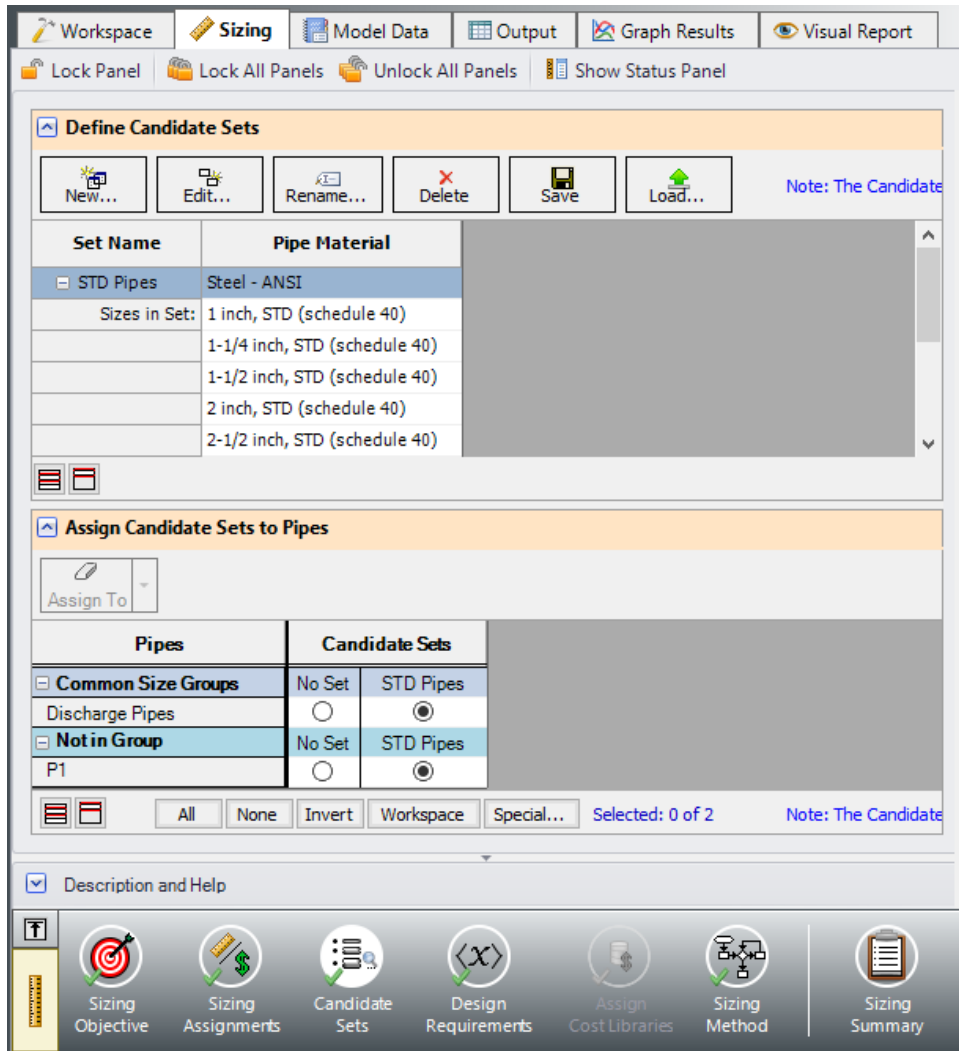 Workspace Sizing Model Data Output Graph Results Visual Report
Lock Panel Lock All Panels Unlock All Panels Show Status Panel
Define Candidate Sets
New... Edit... Rename... Delete Save Load... Note: The Candidate
Set Name Pipe Material
STD Pipes Steel - ANSI
Sizes in Set: 1 inch, STD (schedule 40)
1-1/4 inch, STD (schedule 40)
1-1/2 inch, STD (schedule 40)
2 inch, STD (schedule 40)
2-1/2 inch, STD (schedule 40)
Assign Candidate Sets to Pipes
Assign To
Pipes Candidate Sets
Common Size Groups No Set STD Pipes
Discharge Pipes
Not in Group No Set STD Pipes
P1
All None Invert Workspace Special... Selected: 0 of 2 Note: The Candidate
Description and Help
Sizing Objective
Sizing Assignments
Candidate Sets
Design Requirements
Assign Cost Libraries
Sizing Method
Sizing Summary